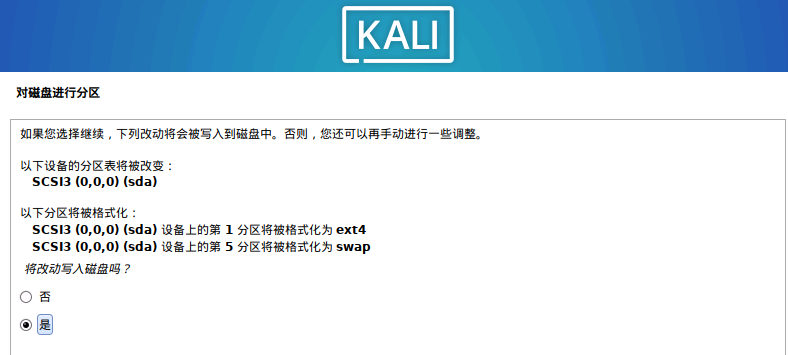 KALI
对磁盘进行分区
如果您选择继续，下列改动将会被写入到磁盘中。否则，您还可以再手动进行一些调整。
以下设备的分区表将被改变：
SCSI3 (0,0,0) (sda)
以下分区将被格式化：
SCSI3 (0,0,0) (sda) 设备上的第 1 分区将被格式化为 ext4
SCSI3 (0,0,0) (sda) 设备上的第 5 分区将被格式化为 swap
将改动写入磁盘吗？
否
是